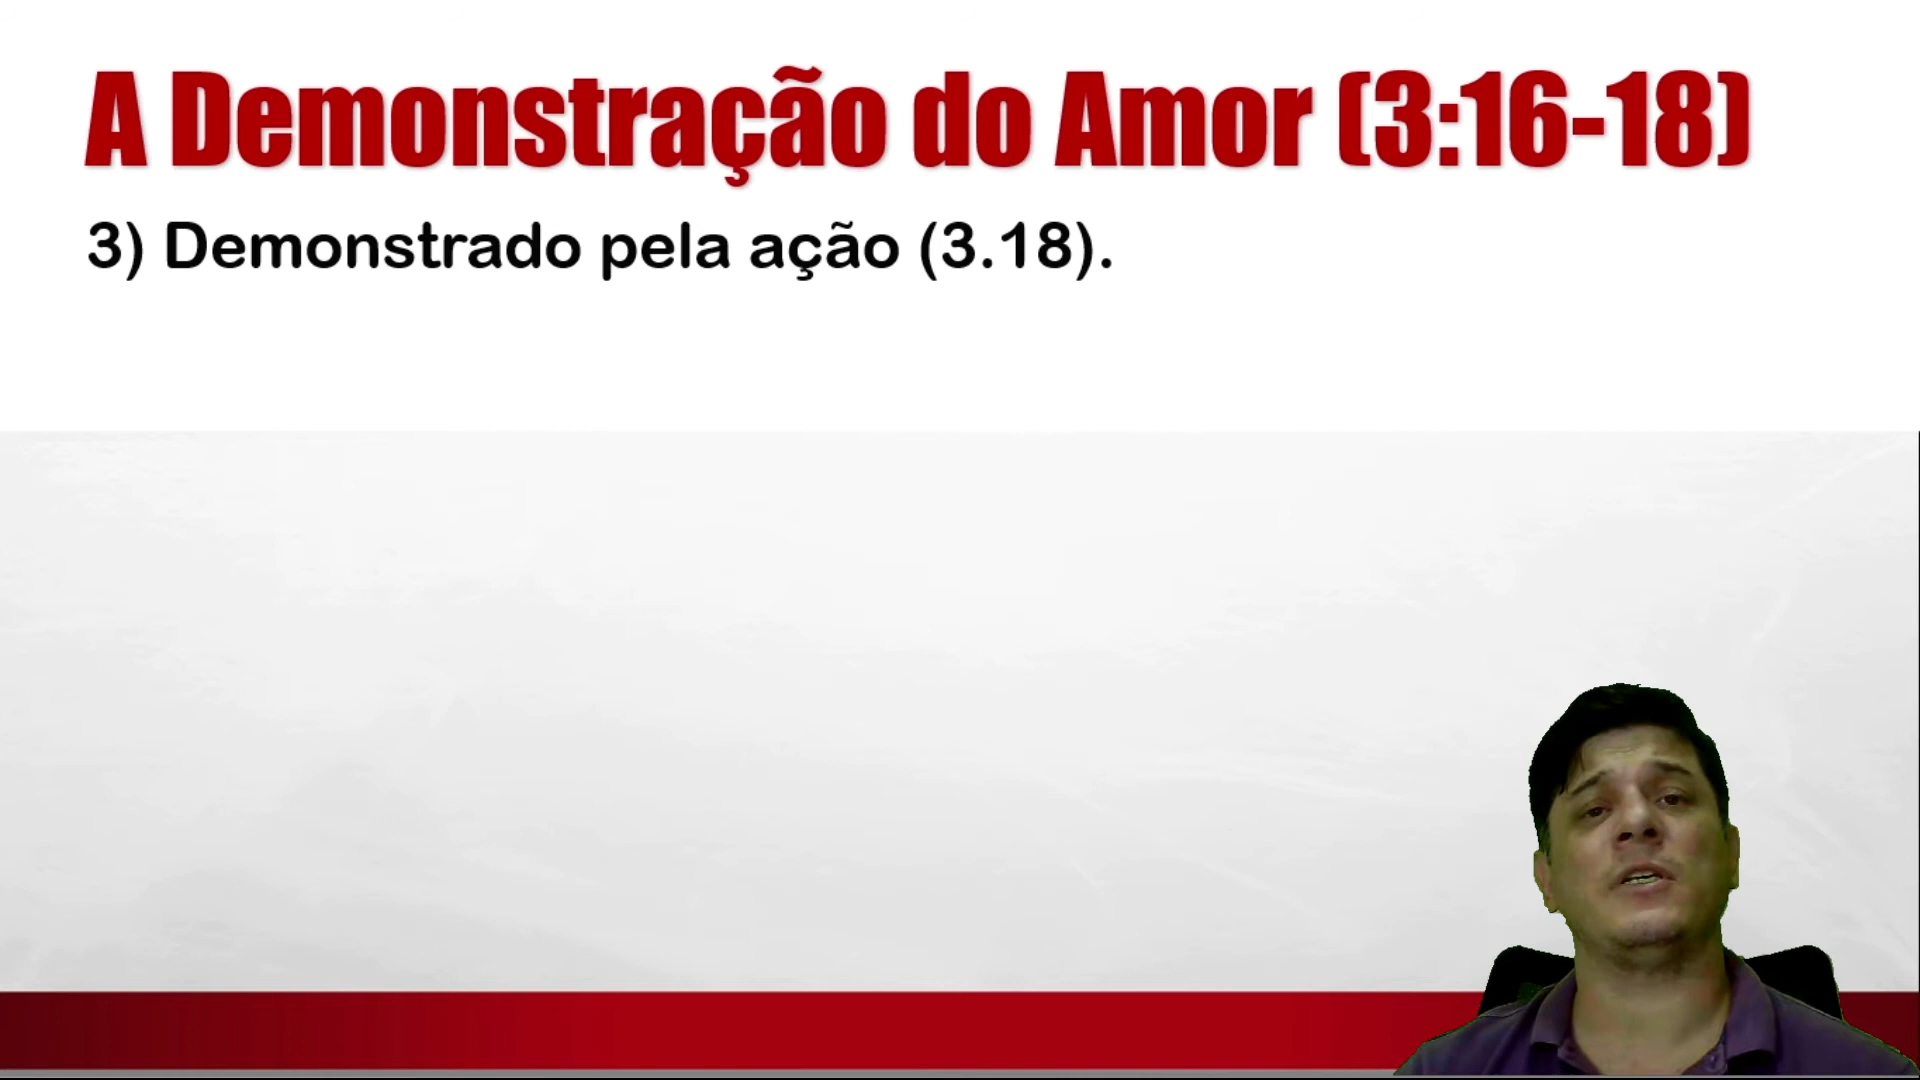 A Demonstração do Amor (3:16-18)
3) Demonstrado pela ação (3.18).